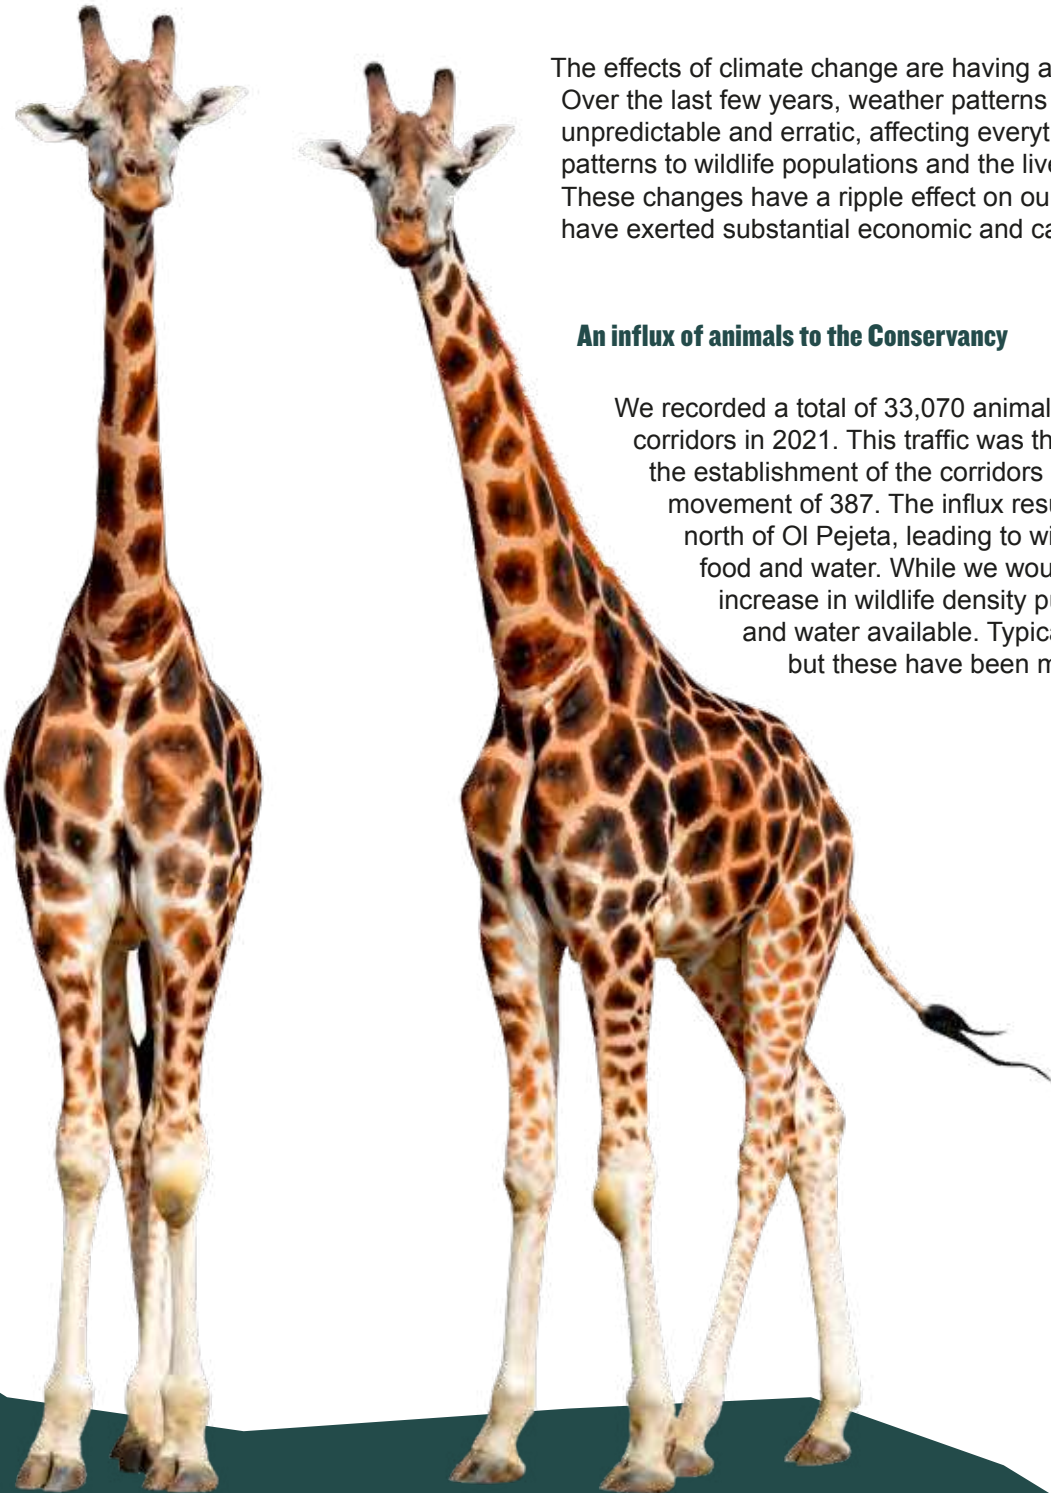 The effects of climate change are having a
Over the last few years, weather patterns
unpredictable and erratic, affecting everyt
patterns to wildlife populations and the live
These changes have a ripple effect on ou
have exerted substantial economic and ca
An influx of animals to the Conservancy
We recorded a total of 33,070 animal
corridors in 2021. This traffic was th
the establishment of the corridors
movement of 387. The influx resu
north of Ol Pejeta, leading to wi
food and water. While we wou
increase in wildlife density pu
and water available. Typica
but these have been m